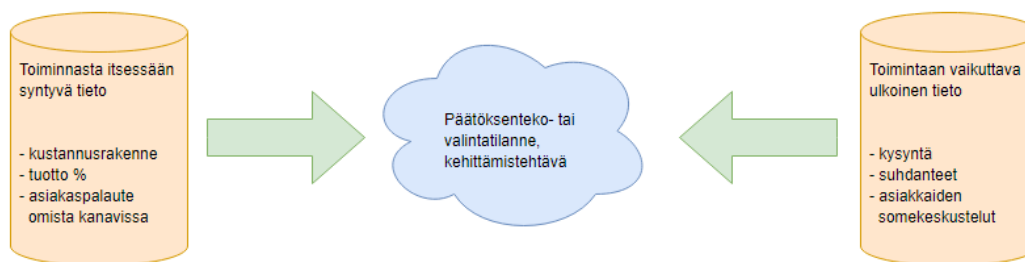 Toiminnasta itsessään
syntyvä tieto
- kustannusrakenne
- tuotto %
- asiakaspalaute
omista kanavissa
Päätöksenteko- tai
valintatilanne,
kehittämistehtävä
Toimintaan vaikuttava
ulkoinen tieto
- kysyntä
- suhdanteet
- asiakkaiden
somekeskustelut